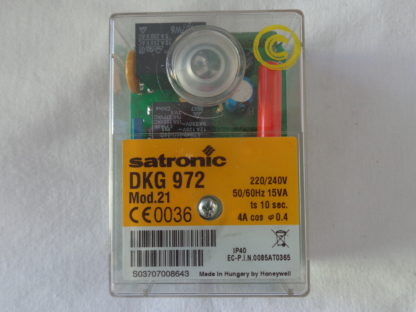 satronic
DKG 972
Mod.21
CE0036
220/240V
50/60Hz 15VA
ts 10 sec.
4A cos φ 0.4
IP40
EC-P.I.N.0085AT0365
S03707008643
Made in Hungary by Honeywell